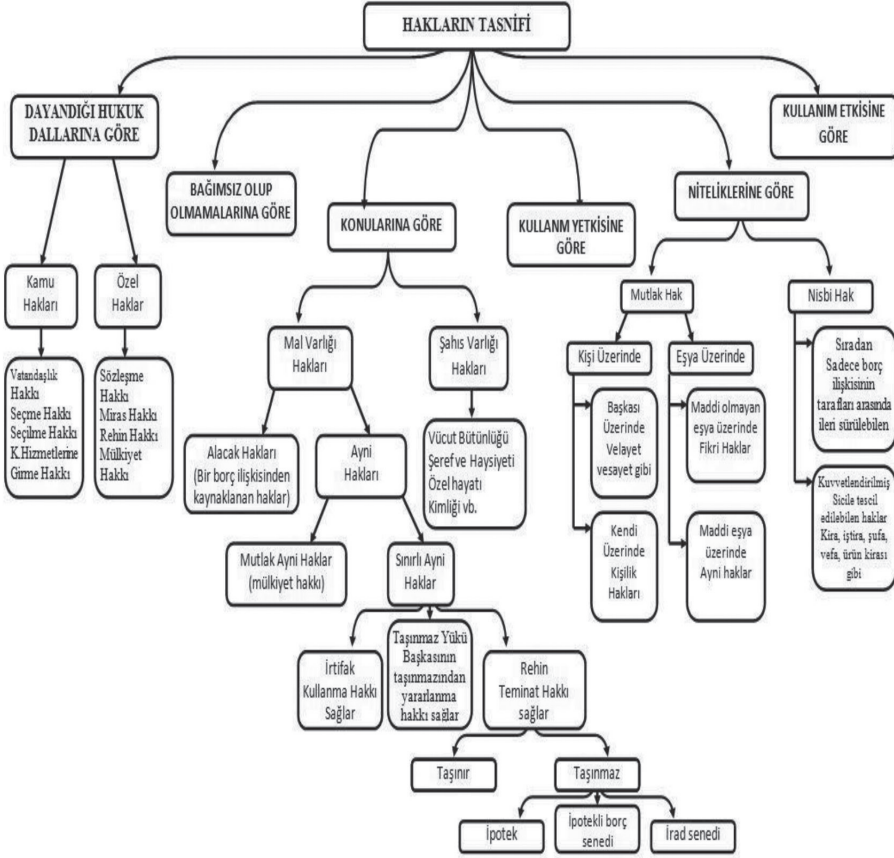 HAKLARIN TASNİFİ
DAYANDIĞI HUKUK
DALLARINA GÖRE
KULLANIM ETKİSİNE
GÖRE
BAĞIMSIZ OLUP
OLMAMALARINA GÖRE
NİTELİKLERİNE GÖRE
KONULARINA GÖRE
KULLANM YETKİSİNE
GÖRE
Kamu
Hakları
Özel
Haklar
Mutlak Hak
Nisbi Hak
Mal Varlığı
Hakları
Şahıs Varlığı
Hakları
Kişi Üzerinde
Eşya Üzerinde
Sıradan
Sadece borç
ilişkisinin
tarafları arasında
ileri sürülebilen
Vatandaşlık
Hakkı
Seçme Hakkı
Seçilme Hakkı
K.Hizmetlerine
Girme Hakkı
Sözleşme
Hakkı
Miras Hakkı
Rehin Hakkı
Mülkiyet
Hakkı
Başkası
Üzerinde
Velayet
vesayet gibi
Maddi olmayan
eşya üzerinde
Fikri Haklar
Alacak Hakları
(Bir borç ilişkisinden
kaynaklanan haklar)
Ayni
Hakları
Vücut Bütünlüğü
Şeref ve Haysiyeti
Özel hayatı
Kimliği vb.
Kuvvetlendirilmiş
Sicile tescil
edilebilen haklar
Kira, iştira, şufa,
vefa, ürün kirası
gibi
Kendi
Üzerinde
Kişilik
Hakları
Maddi eşya
üzerinde
Ayni haklar
Mutlak Ayni Haklar
(mülkiyet hakkı)
Sınırlı Ayni
Haklar
İrtifak
Kullanma Hakkı
Sağlar
Taşınmaz Yükü
Başkasının
taşınmazından
yararlanma
hakkı sağlar
Rehin
Teminat Hakkı
sağlar
Taşınır
Taşınmaz
İpotek
İpotekli borç
senedi
İrad senedi